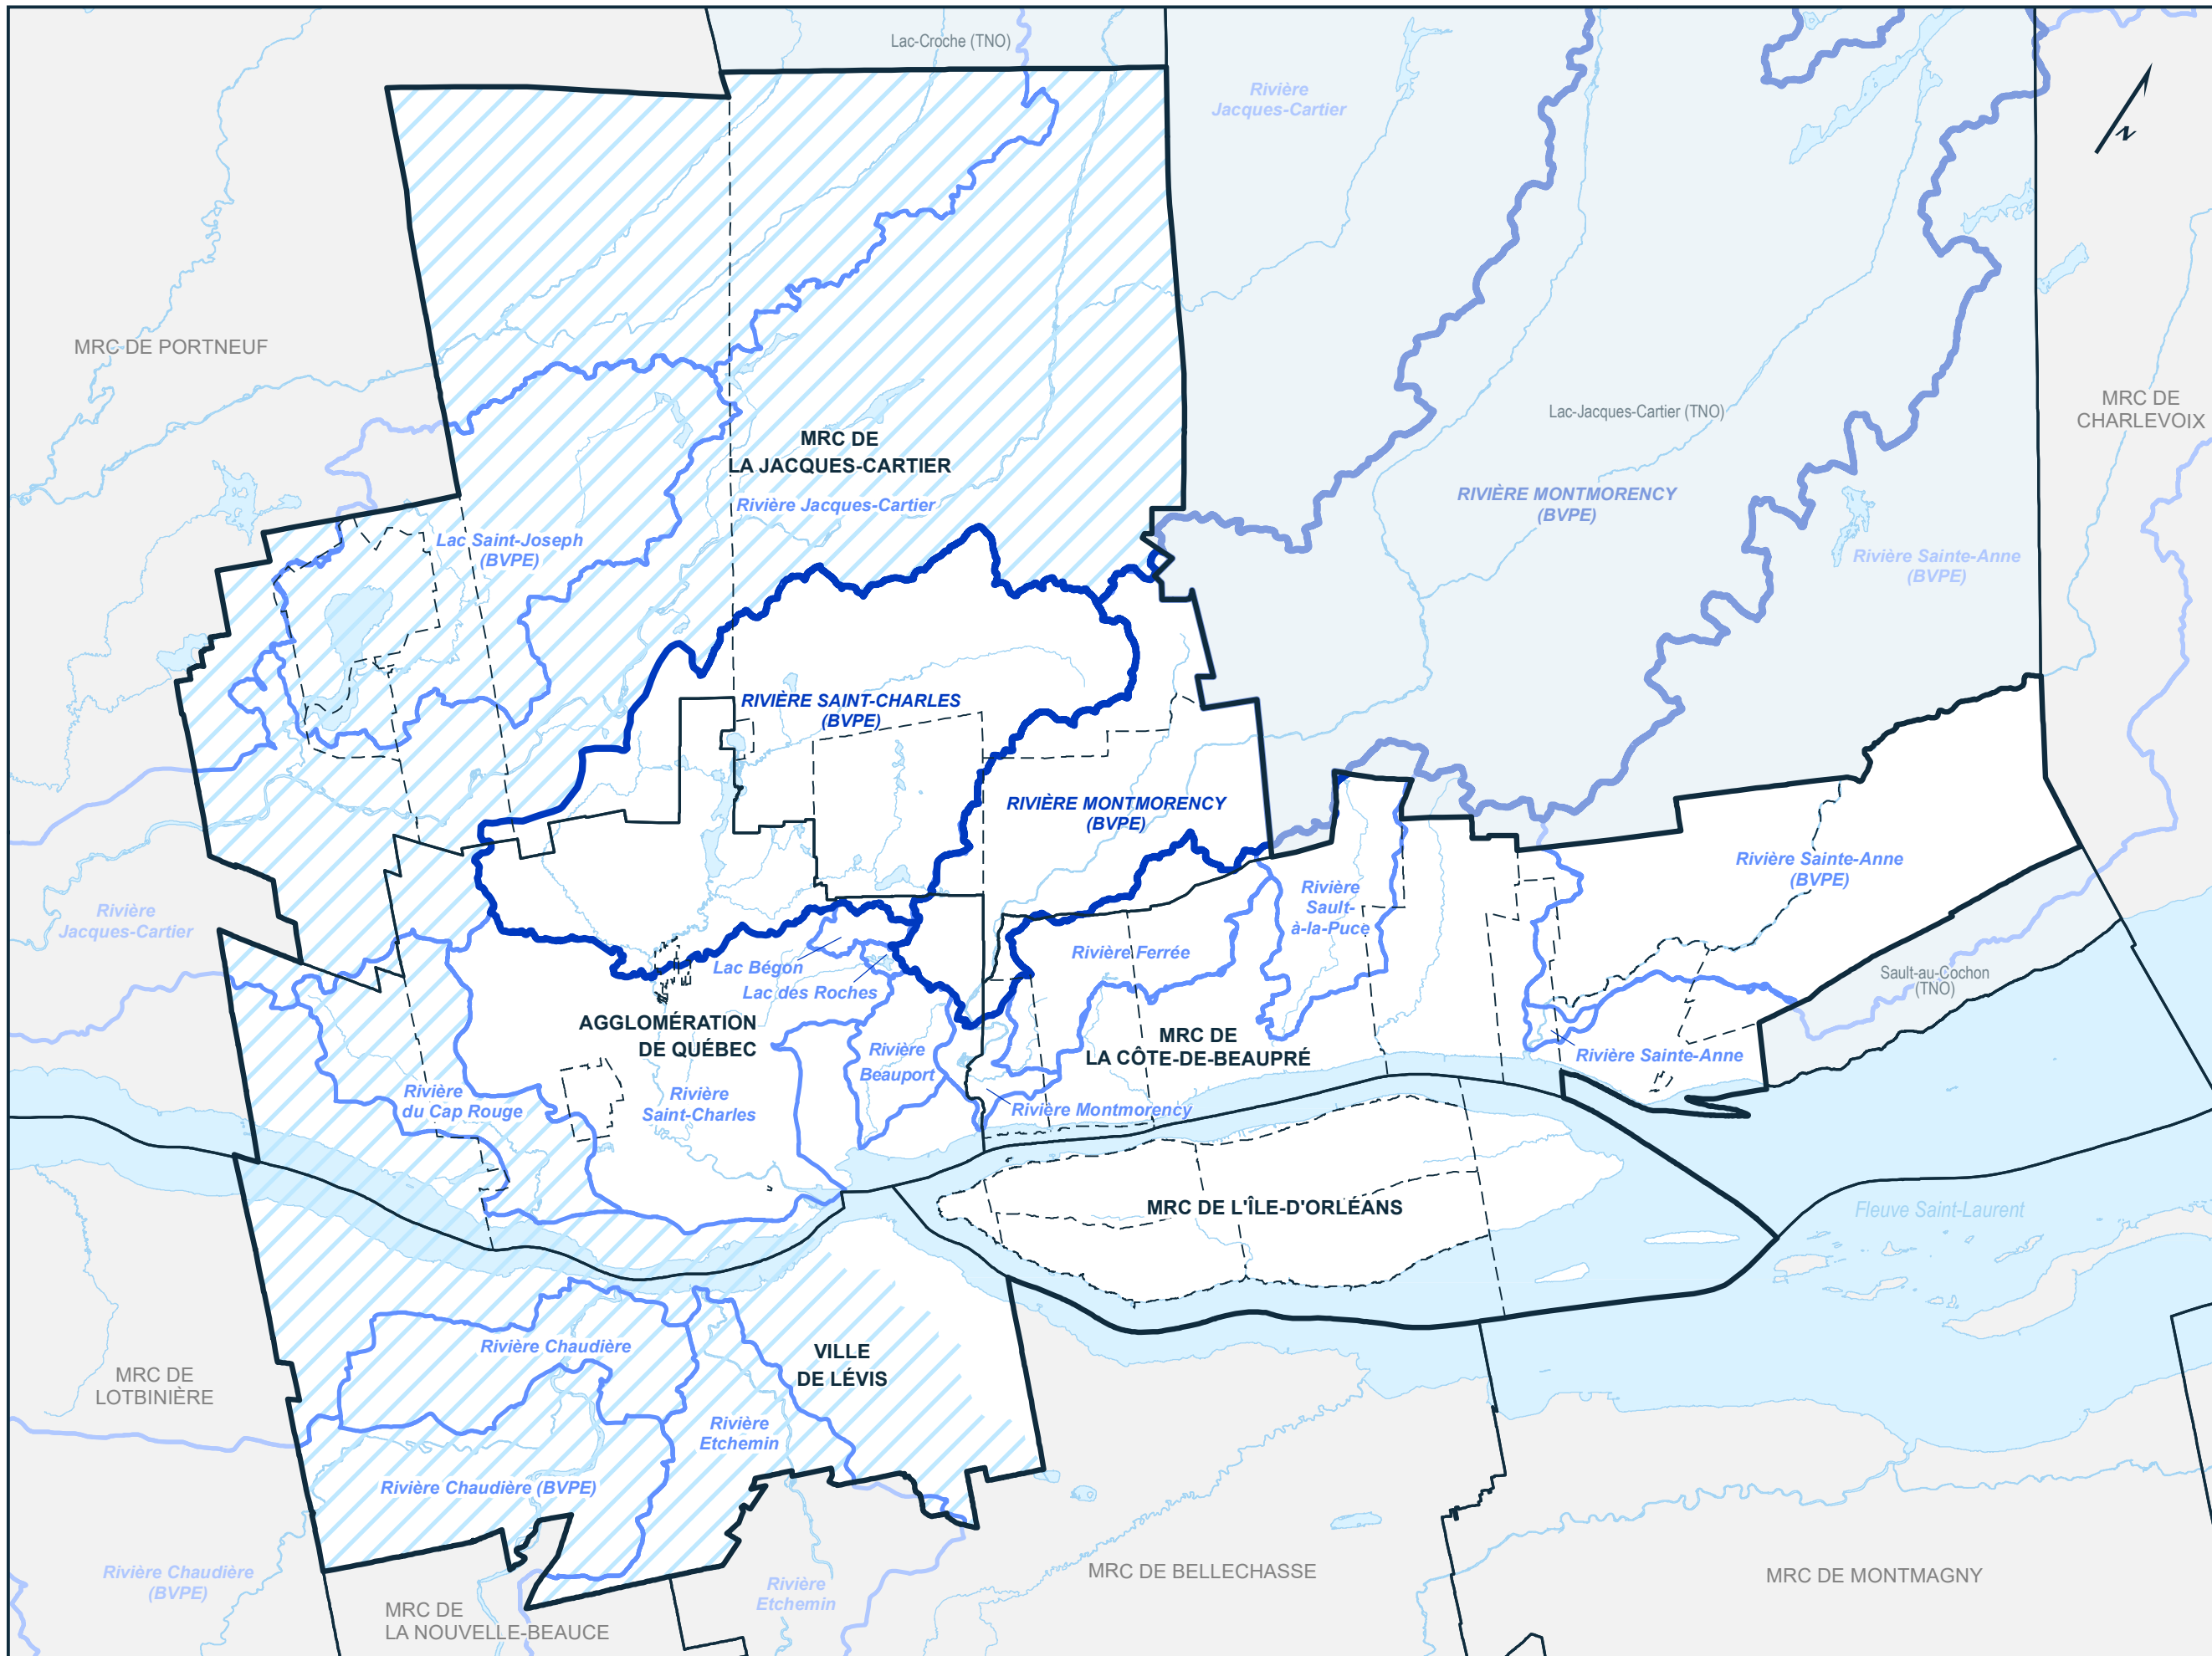 Lac-Croche (TNO)
Rivière
Jacques-Cartier
N
MRC DE PORTNEUF
MRC DE
CHARLEVOIX
Lac-Jacques-Cartier (TNO)
MRC DE
LA JACQUES-CARTIER
Rivière Jacques-Cartier
RIVIÈRE MONTMORENCY
(BVPE)
Lac Saint-Joseph
(BVPE)
Rivière Sainte-Anne
(BVPE)
RIVIÈRE SAINT-CHARLES
(BVPE)
RIVIÈRE MONTMORENCY
(BVPE)
Rivière Sainte-Anne
(BVPE)
Rivière
Sault-
à-la-Puce
Rivière
Jacques-Cartier
Rivière Ferrée
Lac Bégon
Lac des Roches
Sault-au-Cochon
(TNO)
AGGLOMÉRATION
DE QUÉBEC
MRC DE
LA CÔTE-DE-BEAUPRÉ
Rivière
Beauport
Rivière Sainte-Anne
Rivière
du Cap Rouge
Rivière
Saint-Charles
Rivière Montmorency
MRC DE L'ÎLE-D'ORLÉANS
Fleuve Saint-Laurent
Rivière Chaudière
VILLE
DE LÉVIS
MRC DE
LOTBINIÈRE
Rivière
Etchemin
Rivière Chaudière (BVPE)
Rivière Chaudière
(BVPE)
Rivière
Etchemin
MRC DE BELLECHASSE
MRC DE MONTMAGNY
MRC DE
LA NOUVELLE-BEAUCE